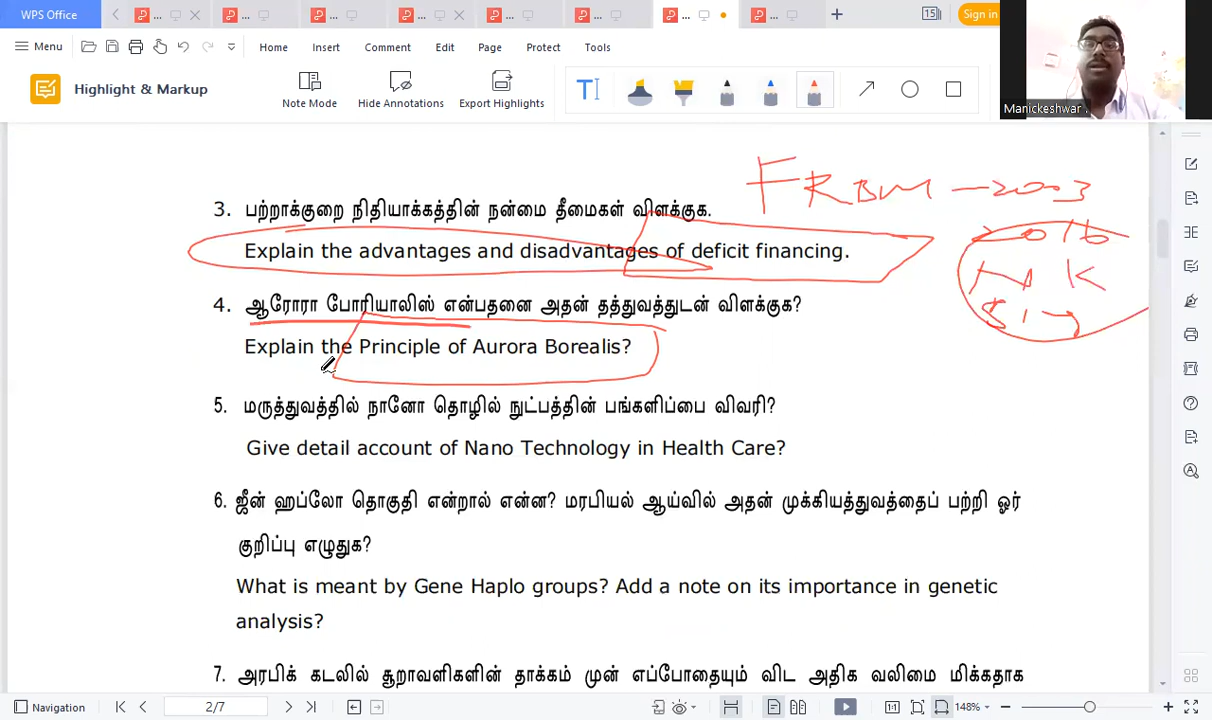 WPS Office
15
Sign in
Menu
Home
Insert
Comment
Edit
Page
Protect
Tools
Highlight & Markup
Note Mode
Hide Annotations
Export Highlights
Manickeshwar .
FRBM - 2003
3. பற்றாக்குறை நிதியாக்கத்தின் நன்மை தீமைகள் விளக்குக.
2016
Explain the advantages and disadvantages of deficit financing.
NK
4. ஆரோரா போரியாலிஸ் என்பதனை அதன் தத்துவத்துடன் விளக்குக?
Explain the Principle of Aurora Borealis?
5. மருத்துவத்தில் நானோ தொழில் நுட்பத்தின் பங்களிப்பை விவரி?
Give detail account of Nano Technology in Health Care?
6. ஜீன் ஹப்லோ தொகுதி என்றால் என்ன? மரபியல் ஆய்வில் அதன் முக்கியத்துவத்தைப் பற்றி ஓர்
குறிப்பு எழுதுக?
What is meant by Gene Haplo groups? Add a note on its importance in genetic
analysis?
7. அரபிக் கடலில் சூறாவளிகளின் தாக்கம் முன் எப்போதையும் விட அதிக வலிமை மிக்கதாக
Navigation
2/7
1:1
148%